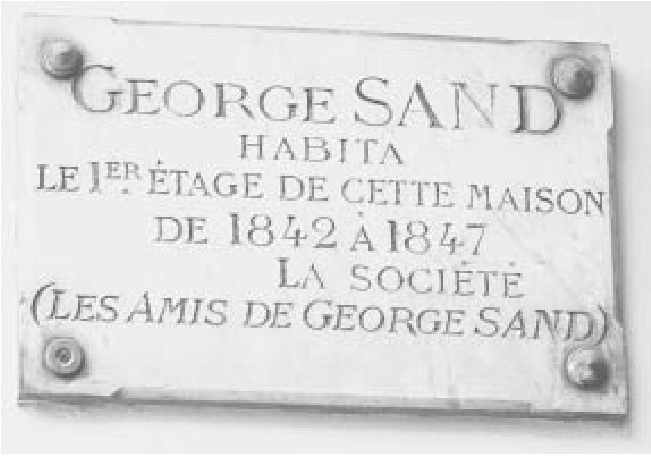 GEORGE SAND
HABITA
LE 1ER. ÉTAGE DE CETTE MAISON
DE 1842 À 1847
LA SOCIÉTÉ
(LES AMIS DE GEORGE SAND)